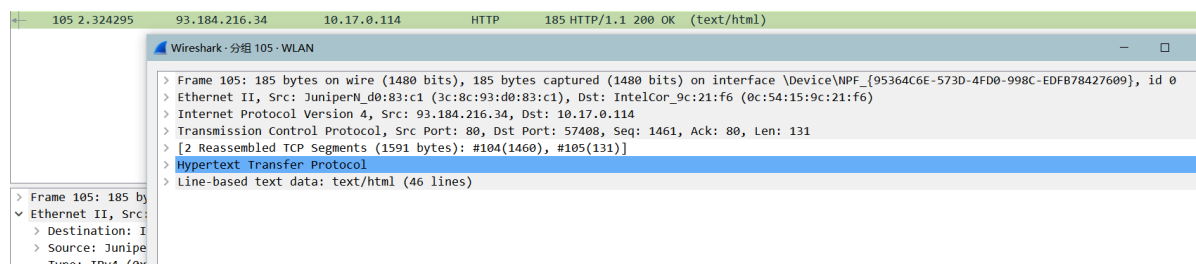 105 2.324295 93.184.216.34 10.17.0.114 HTTP 185 HTTP/1.1 200 OK (text/html)
Wireshark · 分组 105 · WLAN
Frame 105: 185 bytes on wire (1480 bits), 185 bytes captured (1480 bits) on interface \Device\NPF_{95364C6E-573D-4FD0-998C-EDFB78427609}, id 0
Ethernet II, Src: JuniperN_d0:83:c1 (3c:8c:93:d0:83:c1), Dst: IntelCor_9c:21:f6 (0c:54:15:9c:21:f6)
Internet Protocol Version 4, Src: 93.184.216.34, Dst: 10.17.0.114
Transmission Control Protocol, Src Port: 80, Dst Port: 57408, Seq: 1461, Ack: 80, Len: 131
[2 Reassembled TCP Segments (1591 bytes): #104(1460), #105(131)]
Hypertext Transfer Protocol
Line-based text data: text/html (46 lines)
Frame 105: 185 by
Ethernet II, Src:
Destination: I
Source: Junipe
Type: IPv4 (0x